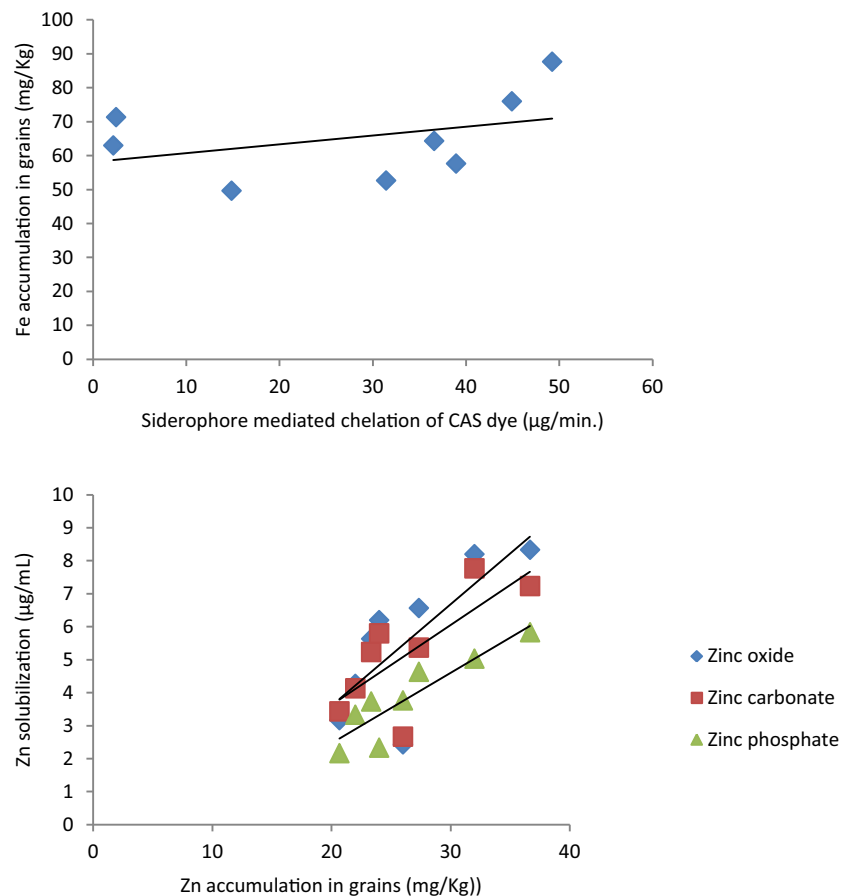 Fe accumulation in grains (mg/Kg)
100
90
80
70
60
50
40
30
20
10
0
0 10 20 30 40 50 60
Siderophore mediated chelation of CAS dye (µg/min.)
Zn solubilization (µg/mL)
10
9
8
7
6
5
4
3
2
1
0
0 10 20 30 40
Zn accumulation in grains (mg/Kg))
Zinc oxide
Zinc carbonate
Zinc phosphate